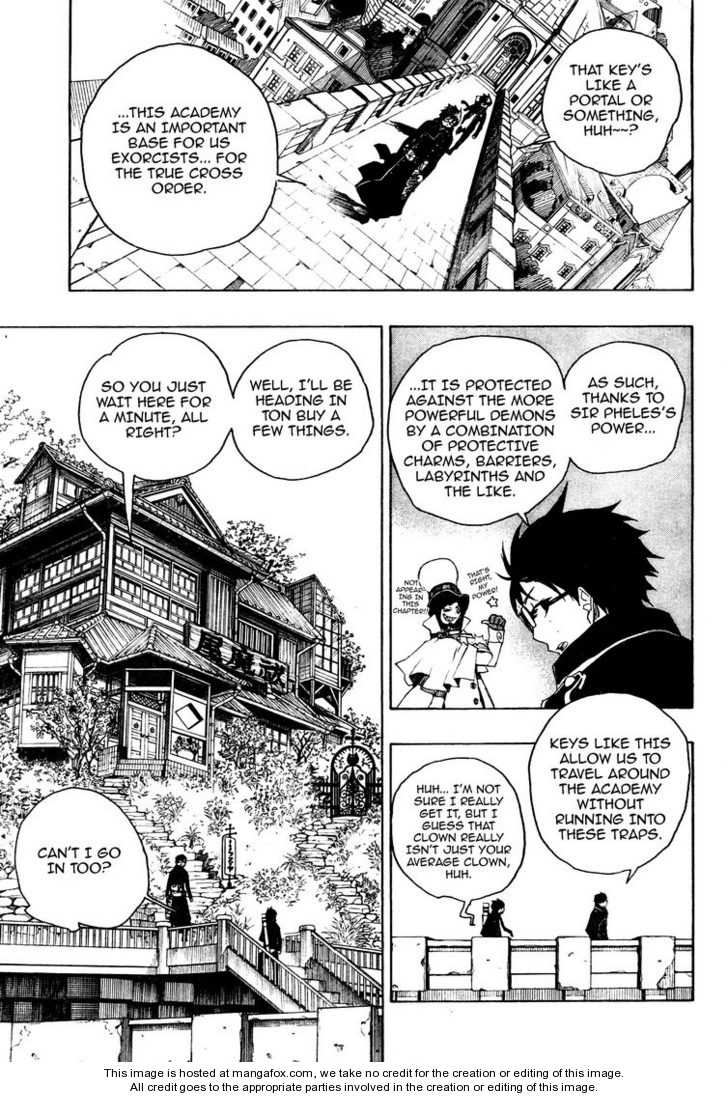 THAT KEY'S
LIKE A
PORTAL OR
SOMETHING,
HUH~~?
...THIS ACADEMY
IS AN IMPORTANT
BASE FOR US
EXORCISTS... FOR
THE TRUE CROSS
ORDER.
AS SUCH,
THANKS TO
SIR PHELES'S
POWER...
...IT IS PROTECTED
AGAINST THE MORE
POWERFUL DEMONS
BY A COMBINATION
OF PROTECTIVE
CHARMS, BARRIERS,
LABYRINTHS AND
THE LIKE.
THAT'S
RIGHT,
MY
POWER!
NOT
APPEAR-
ING IN
THIS
CHAPTER!
KEYS LIKE THIS
ALLOW US TO
TRAVEL AROUND
THE ACADEMY
WITHOUT
RUNNING INTO
THESE TRAPS.
HUH... I'M NOT
SURE I REALLY
GET IT, BUT I
GUESS THAT
CLOWN REALLY
ISN'T JUST YOUR
AVERAGE CLOWN,
HUH.
WELL, I'LL BE
HEADING IN
TON BUY A
FEW THINGS.
SO YOU JUST
WAIT HERE FOR
A MINUTE, ALL
RIGHT?
屋魔祓
CAN'T I GO
IN TOO?
This image is hosted at mangafox.com, we take no credit for the creation or editing of this image.
All credit goes to the appropriate parties involved in the creation or editing of this image.